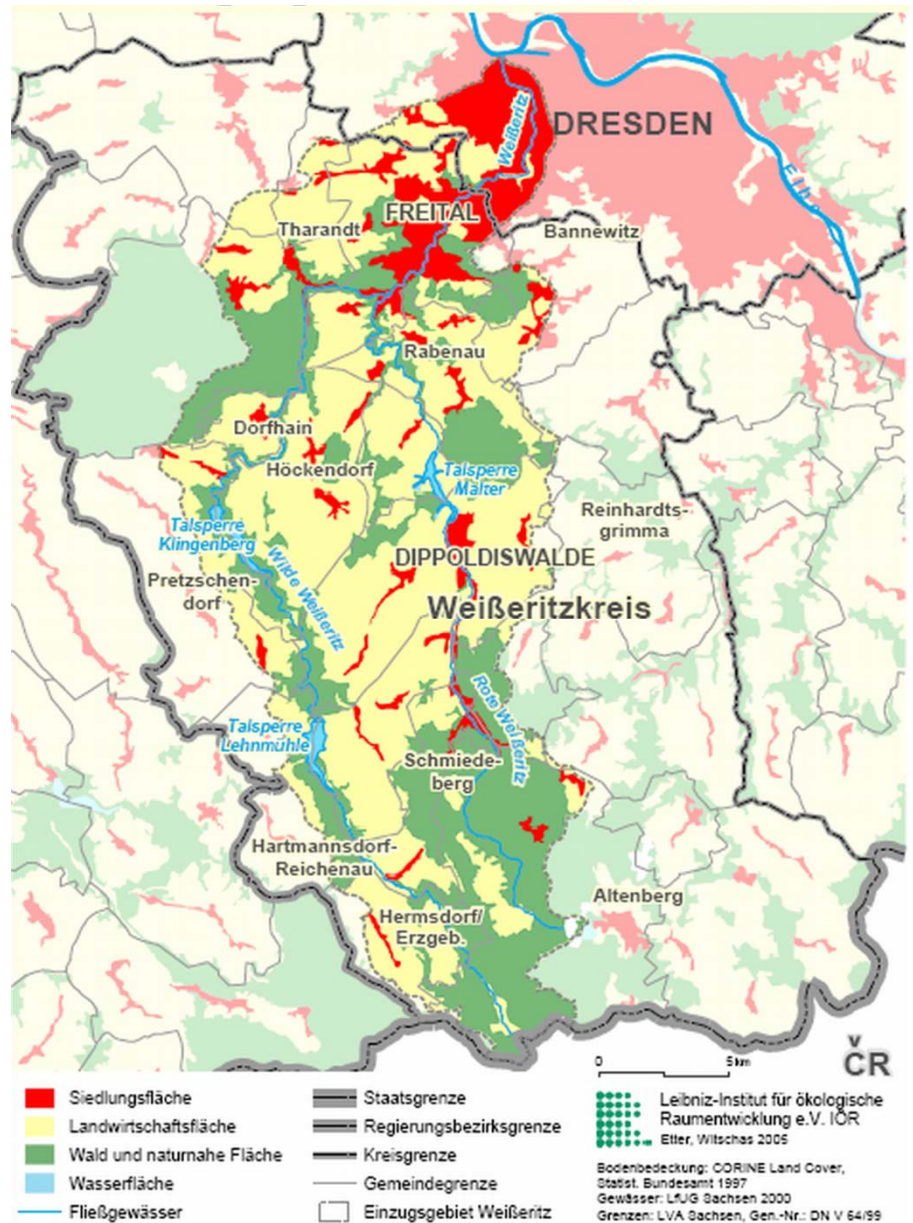 Weißeritz
DRESDEN
Elbe
FREITAL
Tharandt
Bannewitz
Rabenau
Dorfhain
Höckendorf
Talsperre
Malter
Reinhardts-
grimma
Talsperre
Klingenberg
Wilde Weißeritz
DIPPOLDISWALDE
Pretzschen-
dorf
Weißeritzkreis
Rote Weißeritz
Talsperre
Lehnmühle
Schmiede-
berg
Hartmannsdorf-
Reichenau
Altenberg
Hermsdorf/
Erzgeb.
ČR
0 5 km
Siedlungsfläche
Landwirtschaftsfläche
Wald und naturnahe Fläche
Wasserfläche
Fließgewässer
Staatsgrenze
Regierungsbezirksgrenze
Kreisgrenze
Gemeindegrenze
Einzugsgebiet Weißeritz
Leibniz-Institut für ökologische
Raumentwicklung e.V. IÖR
Etter, Witschas 2005
Bodenbedeckung: CORINE Land Cover,
Statist. Bundesamt 1997
Gewässer: LfUG Sachsen 2000
Grenzen: LVA Sachsen, Gen.-Nr.: DN V 64/99